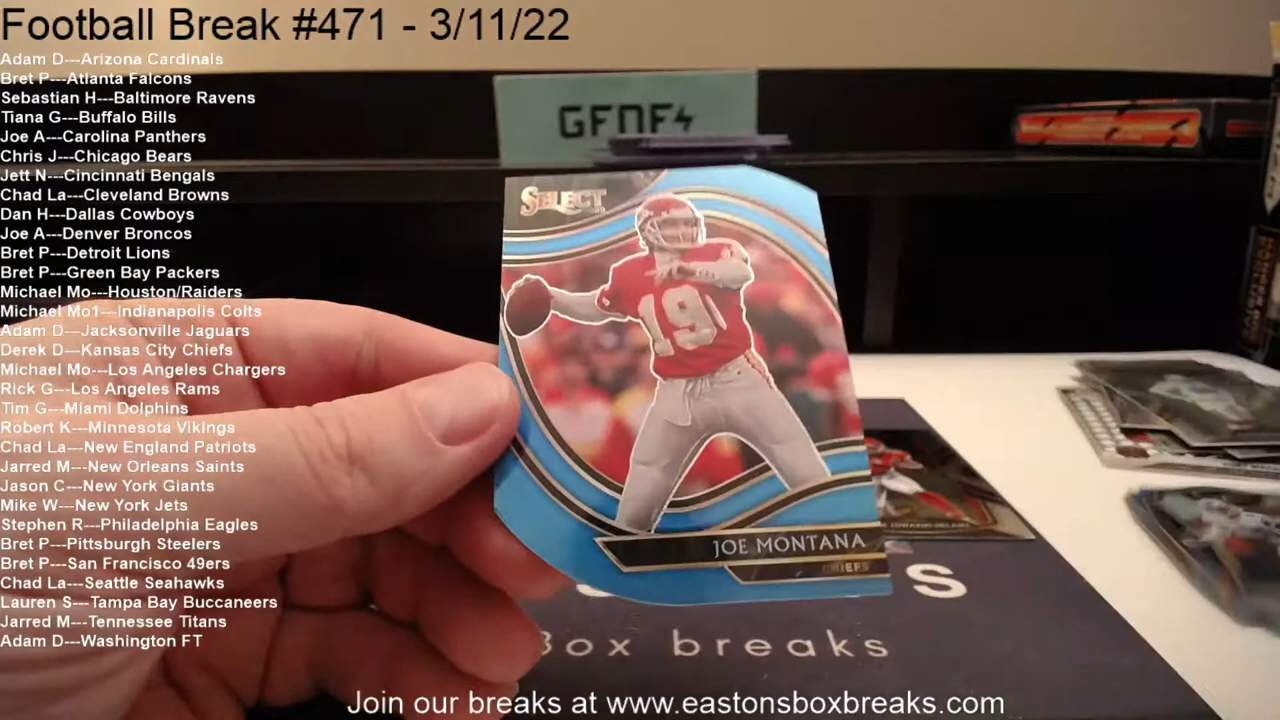 Football Break #471 - 3/11/22
Adam D---Arizona Cardinals
Bret P---Atlanta Falcons
Sebastian H---Baltimore Ravens
Tiana G---Buffalo Bills
Joe A---Carolina Panthers
Chris J---Chicago Bears
Jett N---Cincinnati Bengals
Chad La---Cleveland Browns
Dan H---Dallas Cowboys
Joe A---Denver Broncos
Bret P---Detroit Lions
Bret P---Green Bay Packers
Michael Mo---Houston/Raiders
Michael Mo1---Indianapolis Colts
Adam D---Jacksonville Jaguars
Derek D---Kansas City Chiefs
Michael Mo---Los Angeles Chargers
Rick G---Los Angeles Rams
Tim G---Miami Dolphins
Robert K---Minnesota Vikings
Chad La---New England Patriots
Jarred M---New Orleans Saints
Jason C---New York Giants
Mike W---New York Jets
Stephen R---Philadelphia Eagles
Bret P---Pittsburgh Steelers
Bret P---San Francisco 49ers
Chad La---Seattle Seahawks
Lauren S---Tampa Bay Buccaneers
Jarred M---Tennessee Titans
Adam D---Washington FT
SELECT
19
JOE MONTANA
CHIEFS
Box breaks
Join our breaks at www.eastonsboxbreaks.com